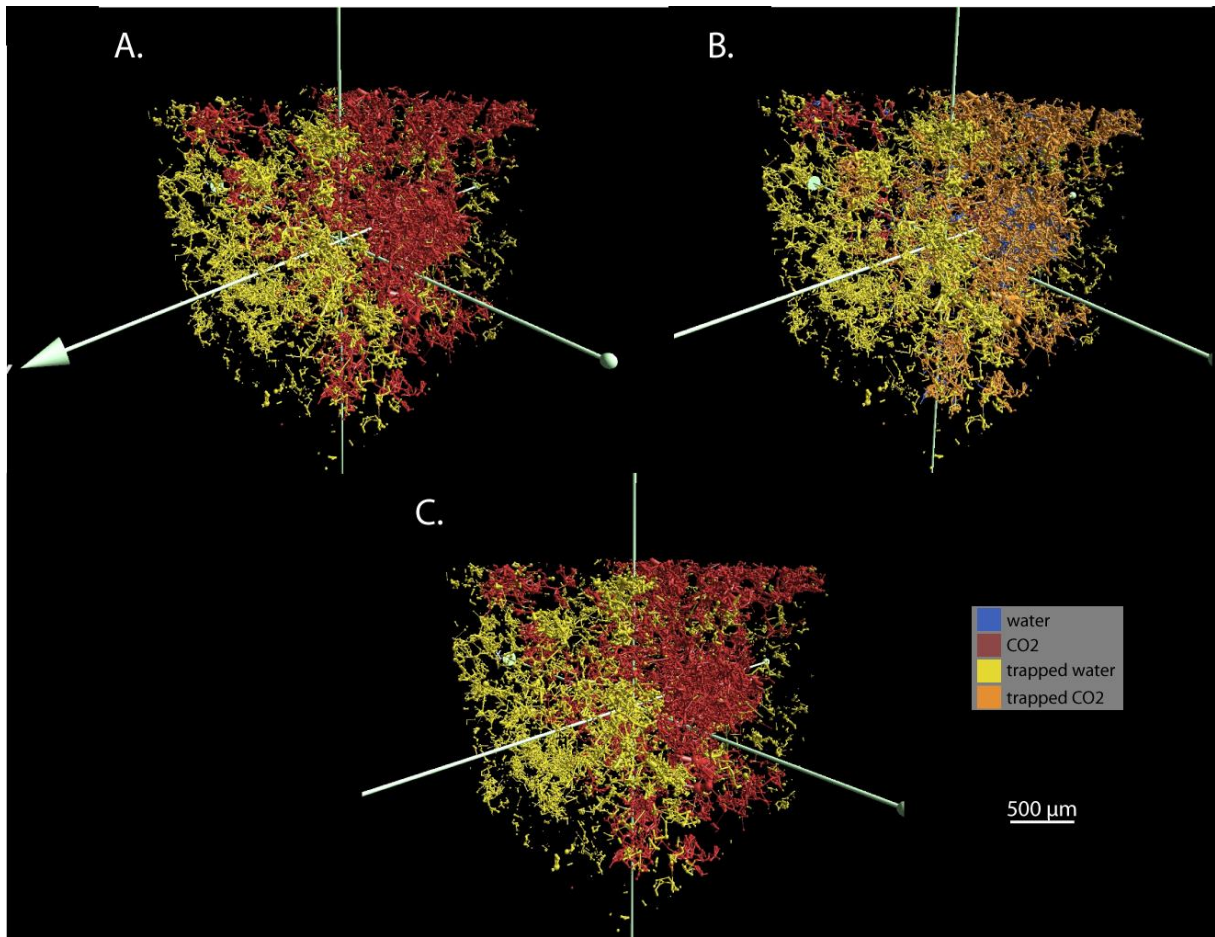 A.
B.
C.
water
CO2
trapped water
trapped CO2
500 μm